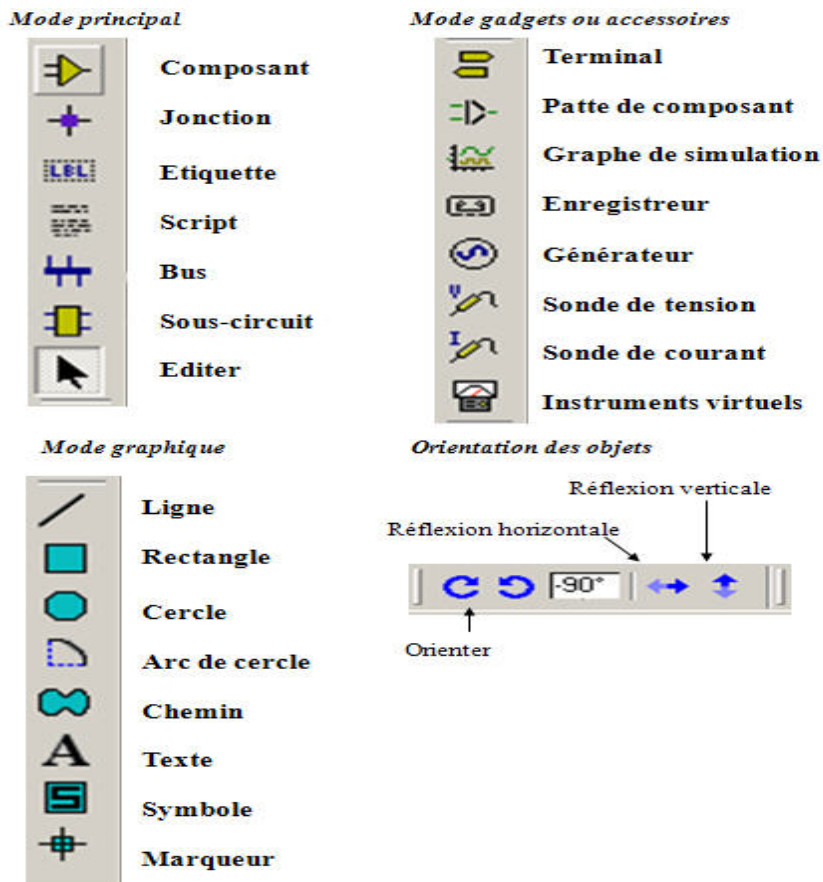 Mode principal
Composant
Jonction
LBL
Etiquette
Script
Bus
Sous-circuit
Editer
Mode gadgets ou accessoires
Terminal
Patte de composant
Graphe de simulation
Enregistreur
Générateur
V
Sonde de tension
I
Sonde de courant
Instruments virtuels
Mode graphique
Ligne
Rectangle
Cercle
Arc de cercle
Chemin
A
Texte
S
Symbole
Marqueur
Orientation des objets
Réflexion verticale
Réflexion horizontale
-90°
Orienter